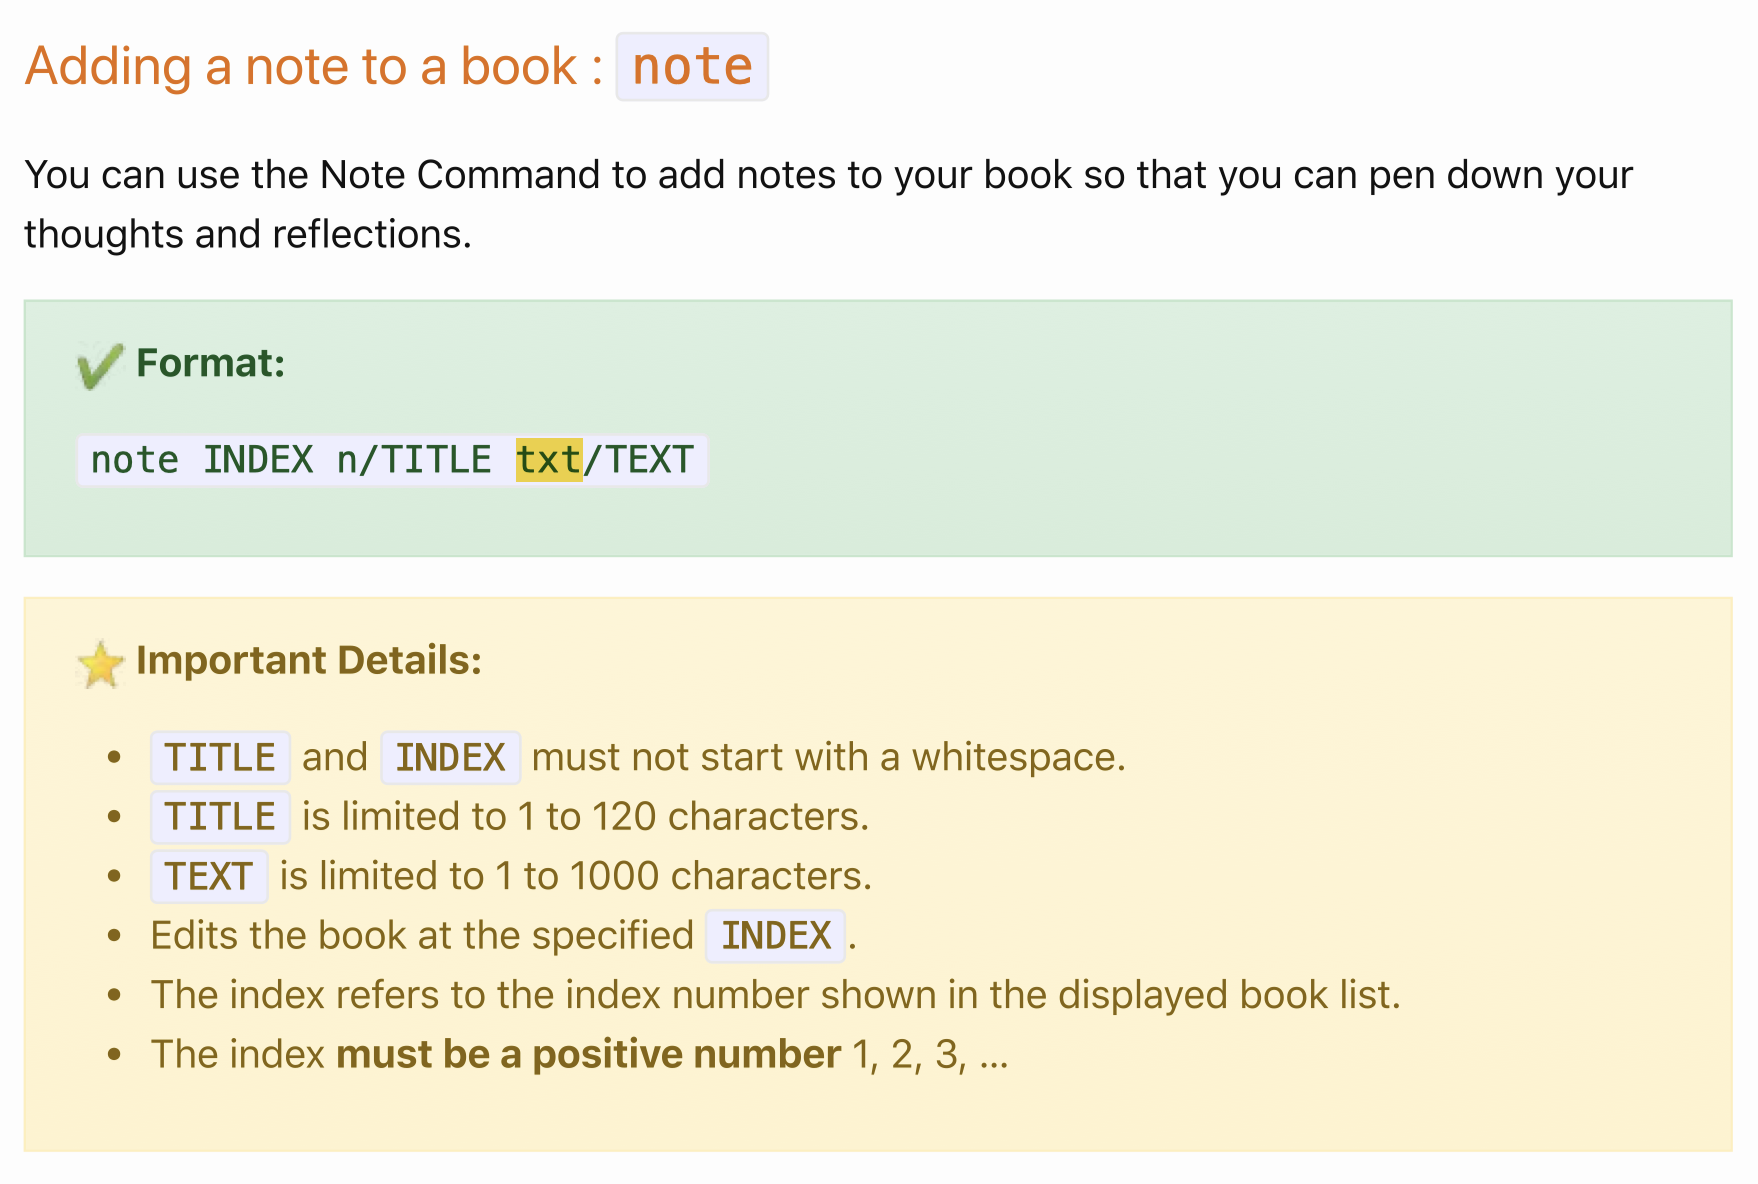 Adding a note to a book : note
You can use the Note Command to add notes to your book so that you can pen down your
thoughts and reflections.
Format:
note INDEX n/TITLE txt/TEXT
Important Details:
TITLE and INDEX must not start with a whitespace.
TITLE is limited to 1 to 120 characters.
TEXT is limited to 1 to 1000 characters.
Edits the book at the specified INDEX.
The index refers to the index number shown in the displayed book list.
The index must be a positive number 1, 2, 3, …